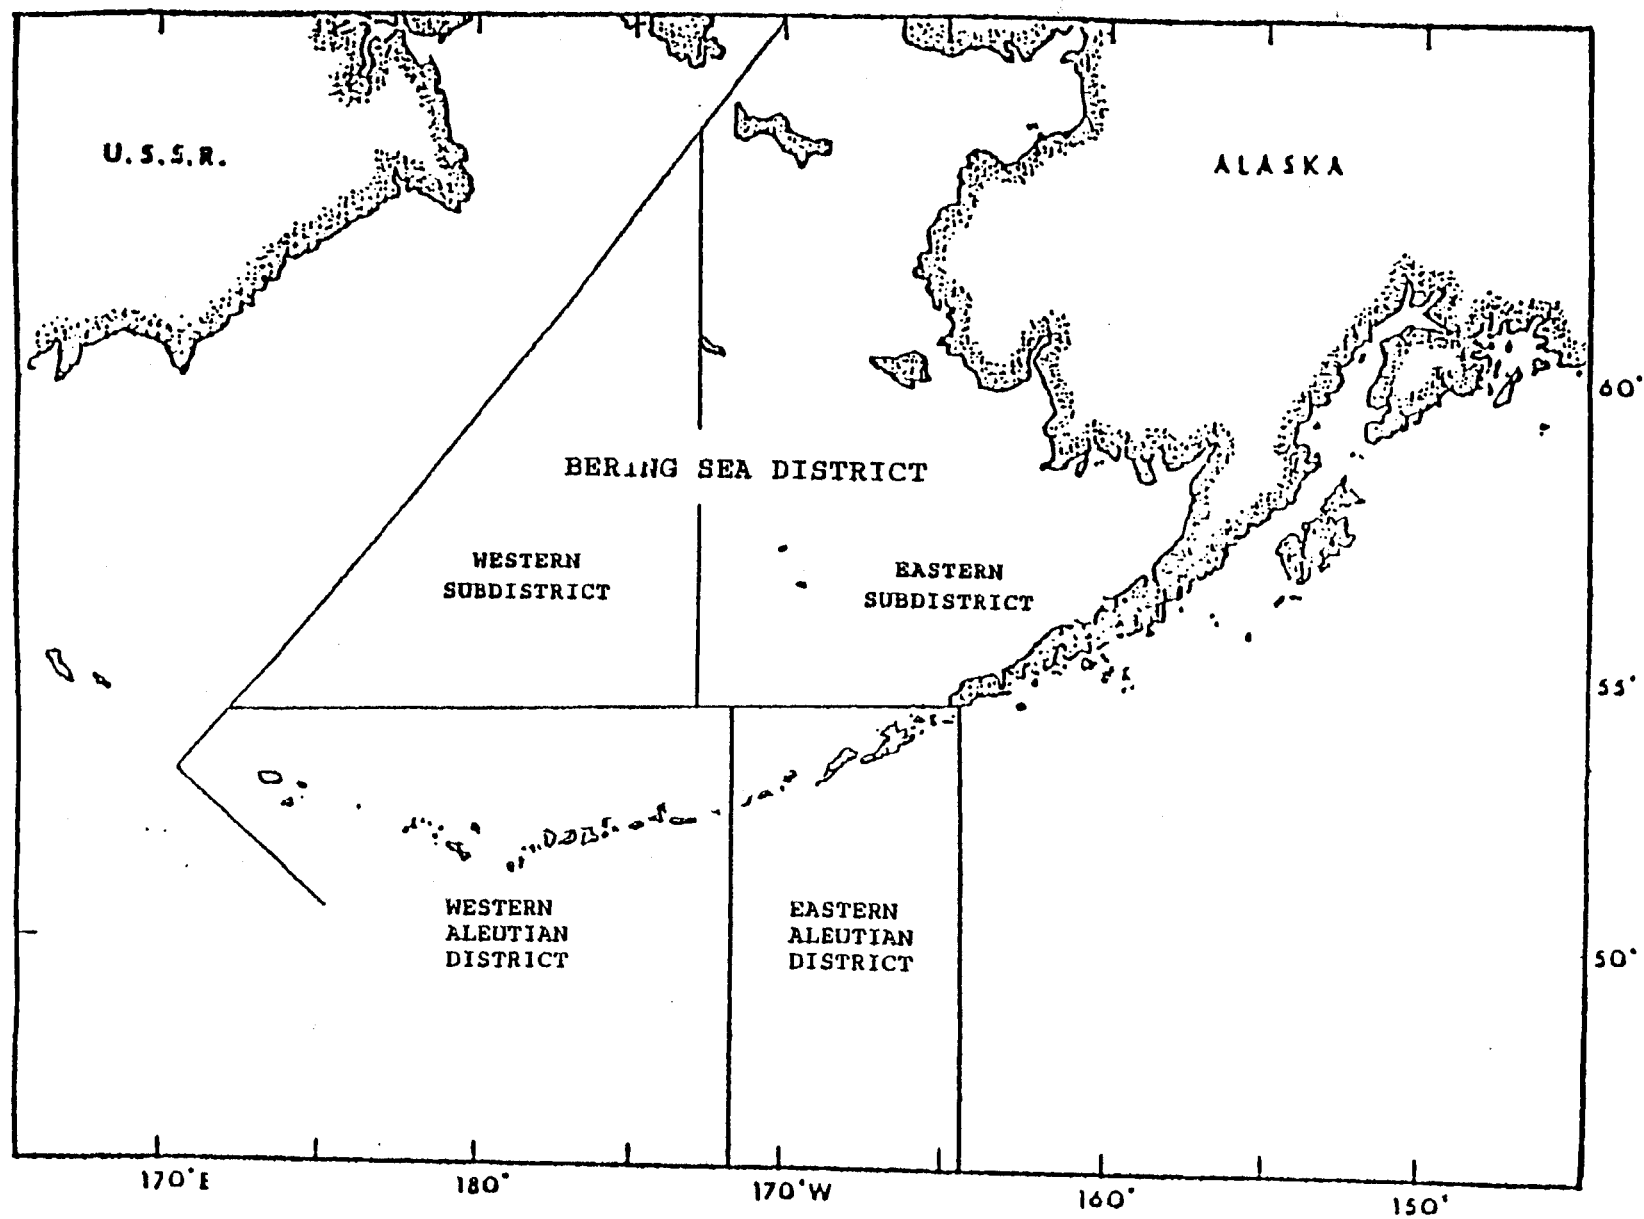 U.S.S.R.
ALASKA
60°
BERING SEA DISTRICT
WESTERN
SUBDISTRICT
EASTERN
SUBDISTRICT
55°
WESTERN
ALEUTIAN
DISTRICT
EASTERN
ALEUTIAN
DISTRICT
50°
170°E
180°
170°W
160°
150°